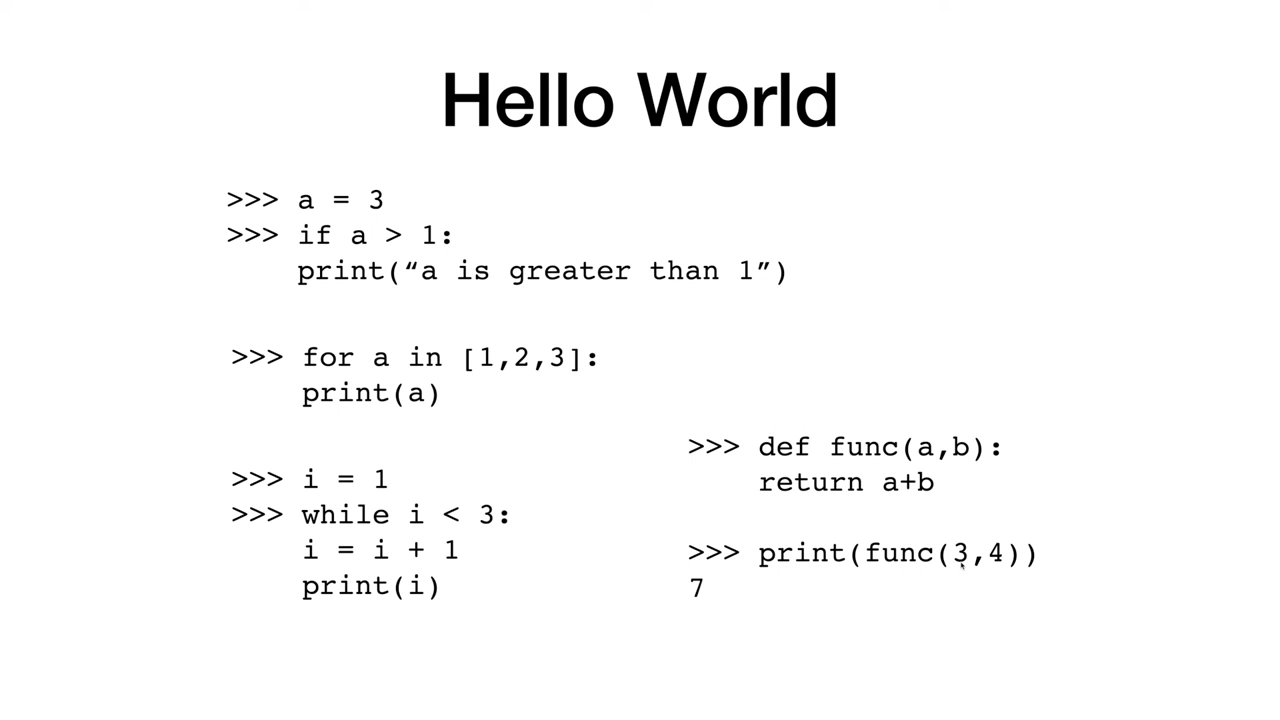 Hello World
>>> a = 3
>>> if a > 1:
    print(“a is greater than 1”)
>>> for a in [1,2,3]:
    print(a)
>>> i = 1
>>> while i < 3:
    i = i + 1
    print(i)
>>> def func(a,b):
    return a+b
>>> print(func(3,4))
7